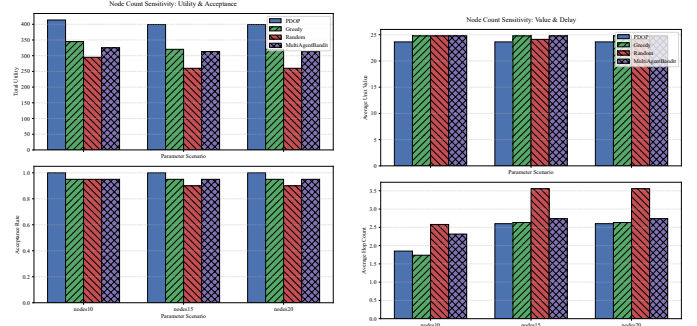 Node Count Sensitivity: Utility & Acceptance
Total Utility
400
350
300
250
200
150
100
50
0
PDOP
Greedy
Random
MultiAgentBandit
Parameter Scenario
Acceptance Rate
1.0
0.8
0.6
0.4
0.2
0.0
nodes10
nodes15
nodes20
Parameter Scenario
Node Count Sensitivity: Value & Delay
Average Unit Value
25
20
15
10
5
0
PDOP
Greedy
Random
MultiAgentBandit
Parameter Scenario
Average Hop Count
3.5
3.0
2.5
2.0
1.5
1.0
0.5
0.0
nodes10
nodes15
nodes20